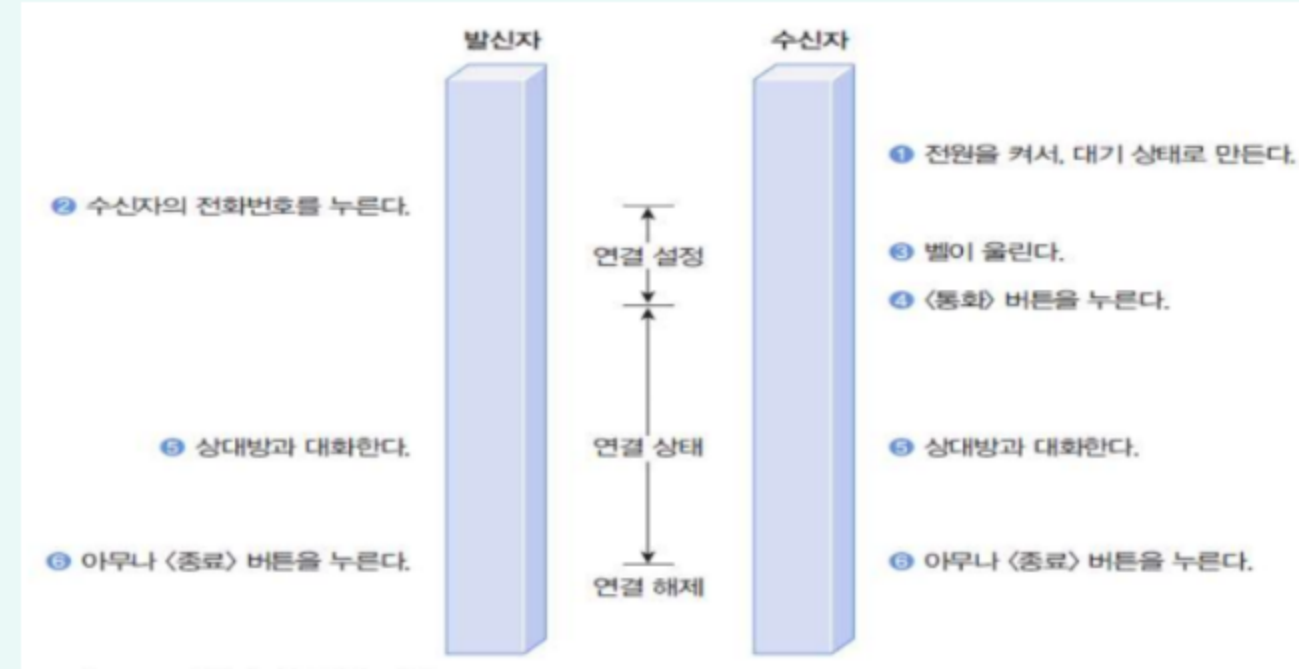 발신자 수신자
❶ 전원을 켜서, 대기 상태로 만든다.
❷ 수신자의 전화번호를 누른다.
연결 설정
❸ 벨이 울린다.
❹ 〈통화〉 버튼을 누른다.
❺ 상대방과 대화한다.
연결 상태
❺ 상대방과 대화한다.
❻ 아무나 〈종료〉 버튼을 누른다.
❻ 아무나 〈종료〉 버튼을 누른다.
연결 해제